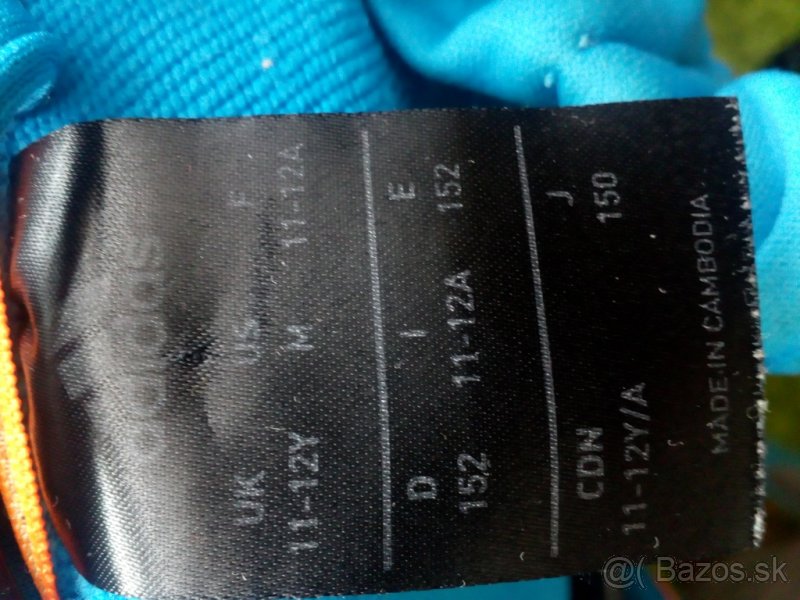 adidas
UK US F
11-12Y M 11-12A
D I E
152 11-12A 152
CDN J
11-12Y/A 150
MADE IN CAMBODIA
@ Bazos.sk